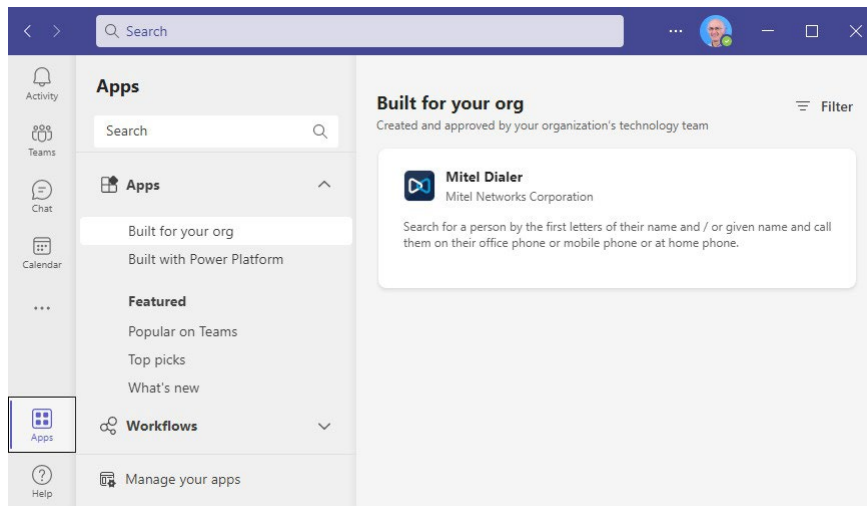 Search
Activity
Teams
Chat
Calendar
Apps
Help
Apps
Search
Apps
Built for your org
Built with Power Platform
Featured
Popular on Teams
Top picks
What's new
Workflows
Manage your apps
Built for your org
Filter
Created and approved by your organization's technology team
Mitel Dialer
Mitel Networks Corporation
Search for a person by the first letters of their name and / or given name and call
them on their office phone or mobile phone or at home phone.